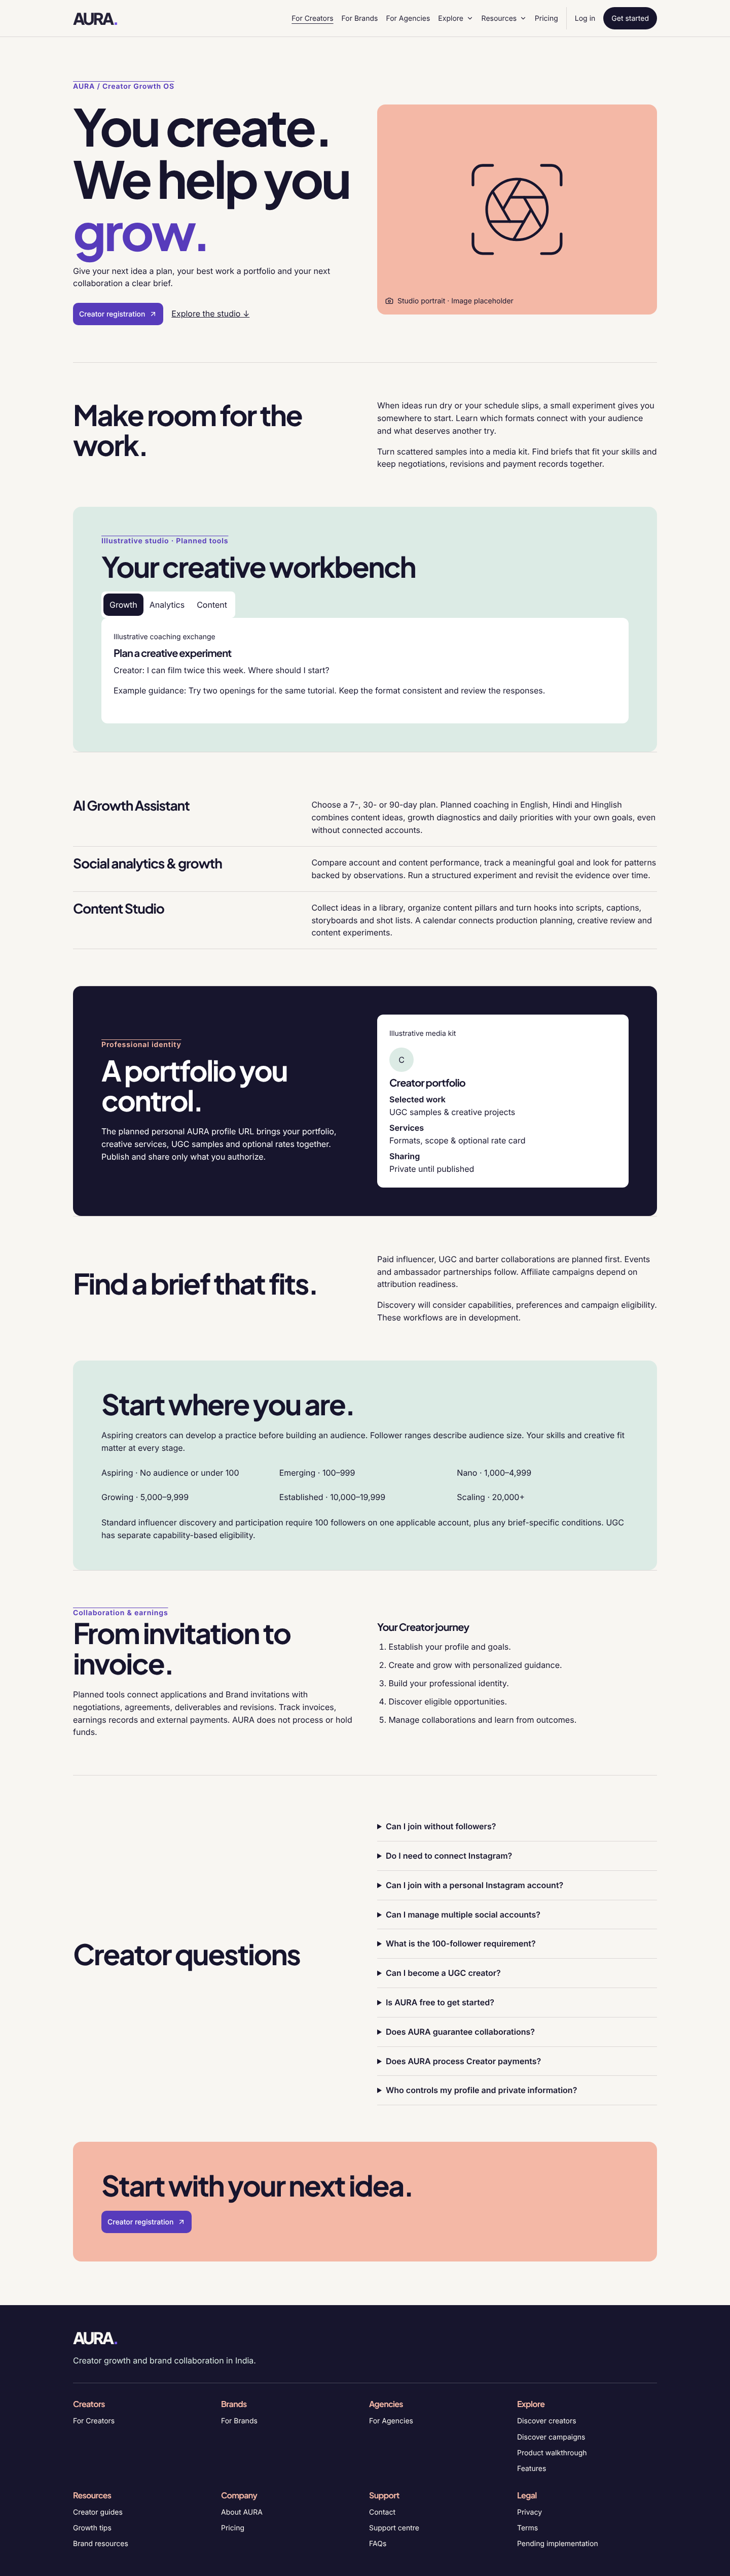 AURA.
For Creators
For Brands
For Agencies
Explore
Resources
Pricing
Log in
Get started
AURA / Creator Growth OS
You create.
We help you
grow.
Give your next idea a plan, your best work a portfolio and your next
collaboration a clear brief.
Creator registration
Explore the studio ↓
Studio portrait · Image placeholder
Make room for the
work.
When ideas run dry or your schedule slips, a small experiment gives you
somewhere to start. Learn which formats connect with your audience
and what deserves another try.
Turn scattered samples into a media kit. Find briefs that fit your skills and
keep negotiations, revisions and payment records together.
Illustrative studio · Planned tools
Your creative workbench
Growth
Analytics
Content
Illustrative coaching exchange
Plan a creative experiment
Creator: I can film twice this week. Where should I start?
Example guidance: Try two openings for the same tutorial. Keep the format consistent and review the responses.
AI Growth Assistant
Choose a 7-, 30- or 90-day plan. Planned coaching in English, Hindi and Hinglish
combines content ideas, growth diagnostics and daily priorities with your own goals, even
without connected accounts.
Social analytics & growth
Compare account and content performance, track a meaningful goal and look for patterns
backed by observations. Run a structured experiment and revisit the evidence over time.
Content Studio
Collect ideas in a library, organize content pillars and turn hooks into scripts, captions,
storyboards and shot lists. A calendar connects production planning, creative review and
content experiments.
Professional identity
A portfolio you
control.
The planned personal AURA profile URL brings your portfolio,
creative services, UGC samples and optional rates together.
Publish and share only what you authorize.
Illustrative media kit
C
Creator portfolio
Selected work
UGC samples & creative projects
Services
Formats, scope & optional rate card
Sharing
Private until published
Find a brief that fits.
Paid influencer, UGC and barter collaborations are planned first. Events
and ambassador partnerships follow. Affiliate campaigns depend on
attribution readiness.
Discovery will consider capabilities, preferences and campaign eligibility.
These workflows are in development.
Start where you are.
Aspiring creators can develop a practice before building an audience. Follower ranges describe audience size. Your skills and creative fit
matter at every stage.
Aspiring · No audience or under 100
Emerging · 100–999
Nano · 1,000–4,999
Growing · 5,000–9,999
Established · 10,000–19,999
Scaling · 20,000+
Standard influencer discovery and participation require 100 followers on one applicable account, plus any brief-specific conditions. UGC
has separate capability-based eligibility.
Collaboration & earnings
From invitation to
invoice.
Planned tools connect applications and Brand invitations with
negotiations, agreements, deliverables and revisions. Track invoices,
earnings records and external payments. AURA does not process or hold
funds.
Your Creator journey
1. Establish your profile and goals.
2. Create and grow with personalized guidance.
3. Build your professional identity.
4. Discover eligible opportunities.
5. Manage collaborations and learn from outcomes.
Creator questions
Can I join without followers?
Do I need to connect Instagram?
Can I join with a personal Instagram account?
Can I manage multiple social accounts?
What is the 100-follower requirement?
Can I become a UGC creator?
Is AURA free to get started?
Does AURA guarantee collaborations?
Does AURA process Creator payments?
Who controls my profile and private information?
Start with your next idea.
Creator registration
AURA.
Creator growth and brand collaboration in India.
Creators
For Creators
Brands
For Brands
Agencies
For Agencies
Explore
Discover creators
Discover campaigns
Product walkthrough
Features
Resources
Creator guides
Growth tips
Brand resources
Company
About AURA
Pricing
Support
Contact
Support centre
FAQs
Legal
Privacy
Terms
Pending implementation